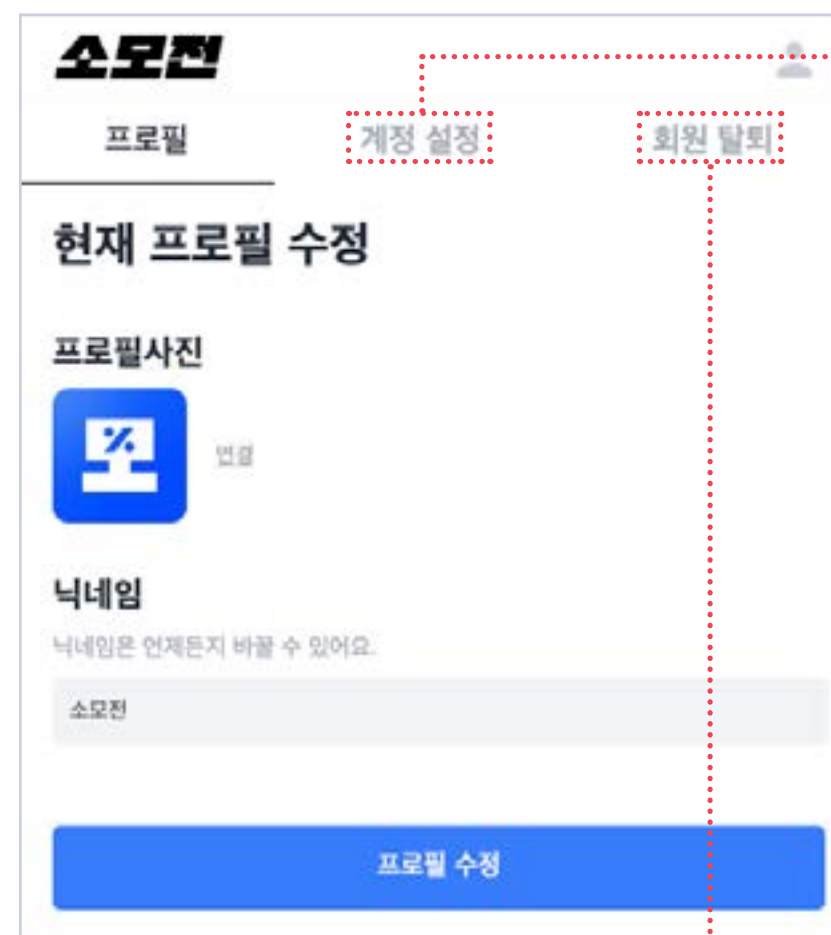 소모전
프로필 계정 설정 회원 탈퇴
현재 프로필 수정
프로필사진
%
모
변경
닉네임
닉네임은 언제든지 바꿀 수 있어요.
소모전
프로필 수정